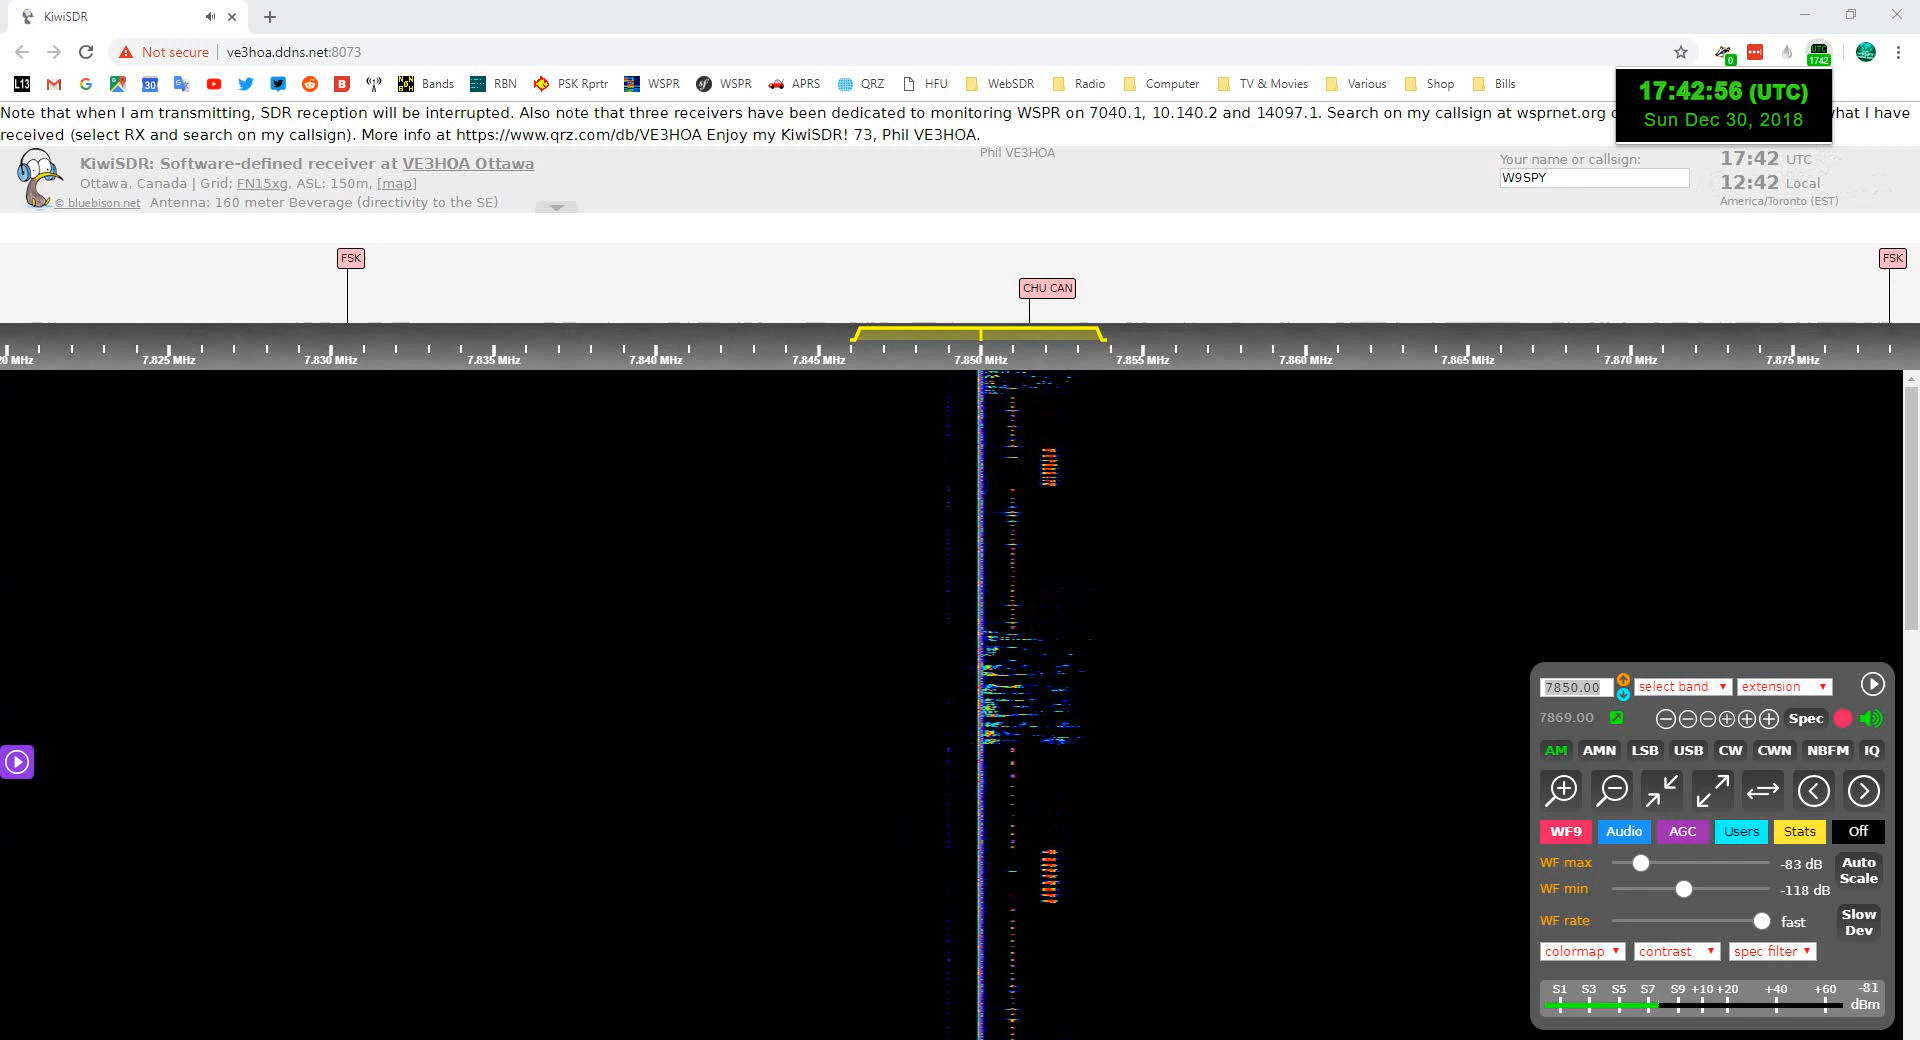 KiwiSDR
Not secure ve3hoa.ddns.net:8073
0 UTC 1742
L13 30 Bands RBN PSK Rprtr WSPR WSPR APRS QRZ HFU WebSDR Radio Computer TV & Movies Various Shop Bills
17:42:56 (UTC)
Sun Dec 30, 2018
Note that when I am transmitting, SDR reception will be interrupted. Also note that three receivers have been dedicated to monitoring WSPR on 7040.1, 10.140.2 and 14097.1. Search on my callsign at wsprnet.org what I have
received (select RX and search on my callsign). More info at https://www.qrz.com/db/VE3HOA Enjoy my KiwiSDR! 73, Phil VE3HOA.
Phil VE3HOA
KiwiSDR: Software-defined receiver at VE3HOA Ottawa
Ottawa, Canada | Grid: FN15xg, ASL: 150m, [map]
© bluebison.net Antenna: 160 meter Beverage (directivity to the SE)
Your name or callsign:
W9SPY
17:42 UTC
12:42 Local
America/Toronto (EST)
FSK FSK
CHU CAN
20 MHz 7.825 MHz 7.830 MHz 7.835 MHz 7.840 MHz 7.845 MHz 7.850 MHz 7.855 MHz 7.860 MHz 7.865 MHz 7.870 MHz 7.875 MHz
7850.00 select band extension
7869.00 Spec
AM AMN LSB USB CW CWN NBFM IQ
WF9 Audio AGC Users Stats Off
WF max -83 dB Auto Scale
WF min -118 dB
WF rate fast Slow Dev
colormap contrast spec filter
S1 S3 S5 S7 S9 +10 +20 +40 +60 -81 dBm